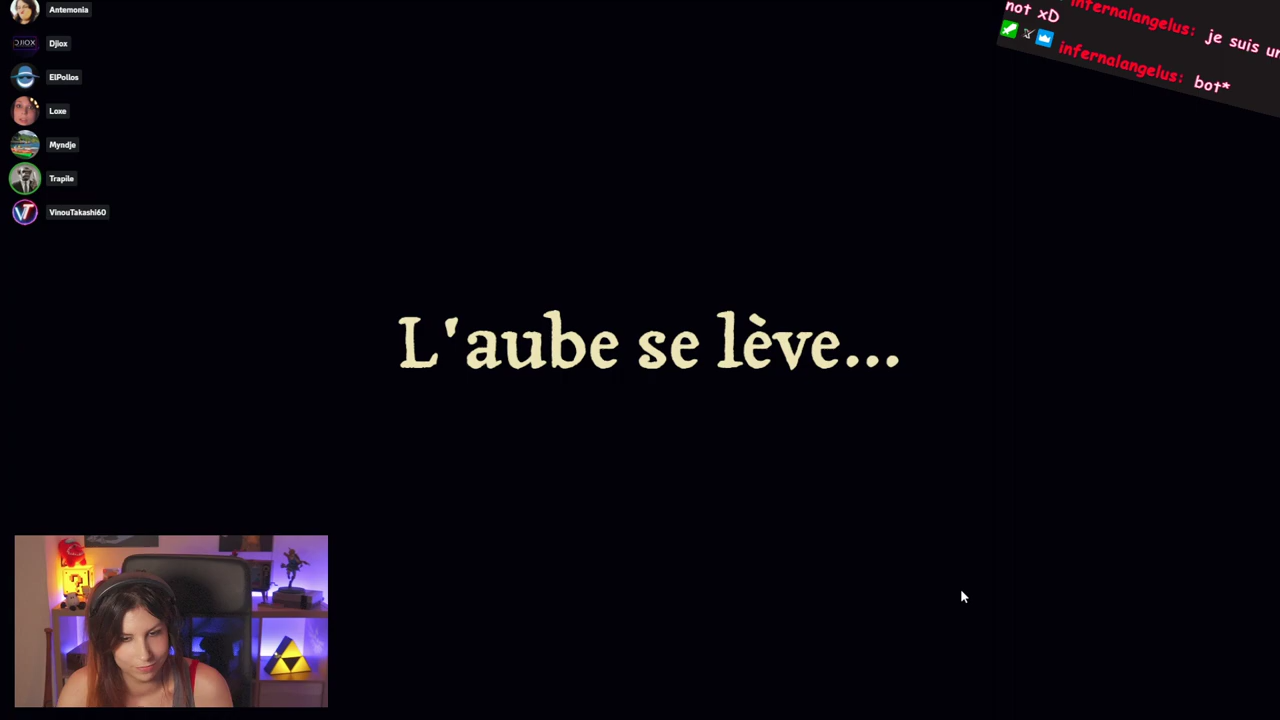 Antemonia
DJIOX
Djiox
ElPollos
Loxe
Myndje
Trapile
VT
VinouTakashi60
not xD
infernalangelus: je suis un
infernalangelus: bot*
L'aube se lève...
?